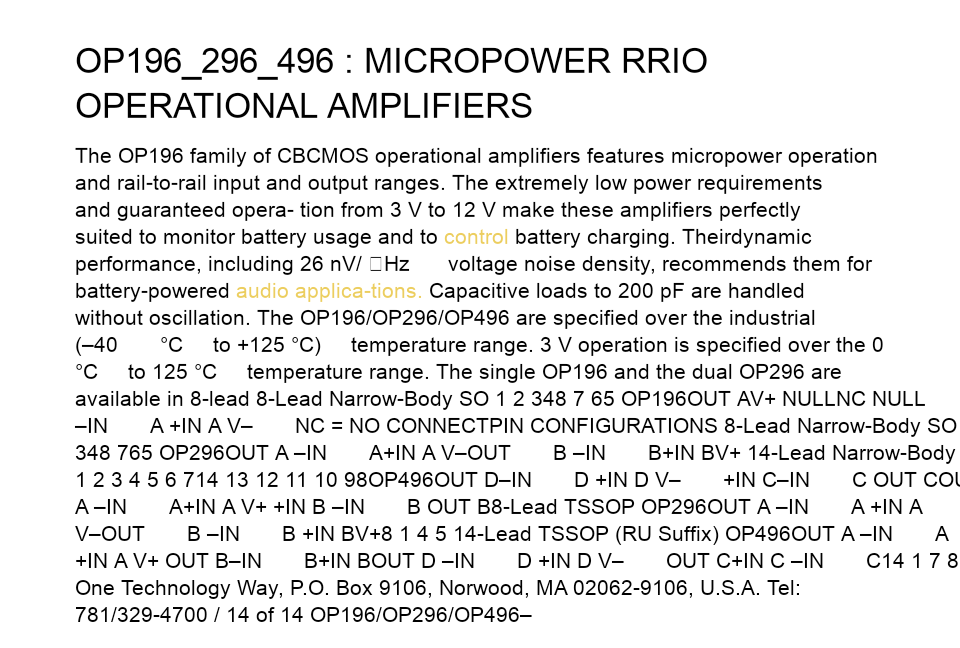 OP196_296_496 : MICROPOWER RRIO
OPERATIONAL AMPLIFIERS
The OP196 family of CBCMOS operational amplifiers features micropower operation
and rail-to-rail input and output ranges. The extremely low power requirements
and guaranteed opera- tion from 3 V to 12 V make these amplifiers perfectly
suited to monitor battery usage and to control battery charging. Theirdynamic
performance, including 26 nV/ □Hz voltage noise density, recommends them for
battery-powered audio applica-tions. Capacitive loads to 200 pF are handled
without oscillation. The OP196/OP296/OP496 are specified over the industrial
(–40 °C to +125 °C) temperature range. 3 V operation is specified over the 0
°C to 125 °C temperature range. The single OP196 and the dual OP296 are
available in 8-lead 8-Lead Narrow-Body SO 1 2 348 7 65 OP196OUT AV+ NULLNC NULL
–IN A +IN A V– NC = NO CONNECTPIN CONFIGURATIONS 8-Lead Narrow-Body SO
348 765 OP296OUT A –IN A+IN A V–OUT B –IN B+IN BV+ 14-Lead Narrow-Body
1 2 3 4 5 6 714 13 12 11 10 98OP496OUT D–IN D +IN D V– +IN C–IN C OUT COU
A –IN A+IN A V+ +IN B –IN B OUT B8-Lead TSSOP OP296OUT A –IN A +IN A
V–OUT B –IN B +IN BV+8 1 4 5 14-Lead TSSOP (RU Suffix) OP496OUT A –IN A
+IN A V+ OUT B–IN B+IN BOUT D –IN D +IN D V– OUT C+IN C –IN C14 1 7 8
One Technology Way, P.O. Box 9106, Norwood, MA 02062-9106, U.S.A. Tel:
781/329-4700 / 14 of 14 OP196/OP296/OP496–